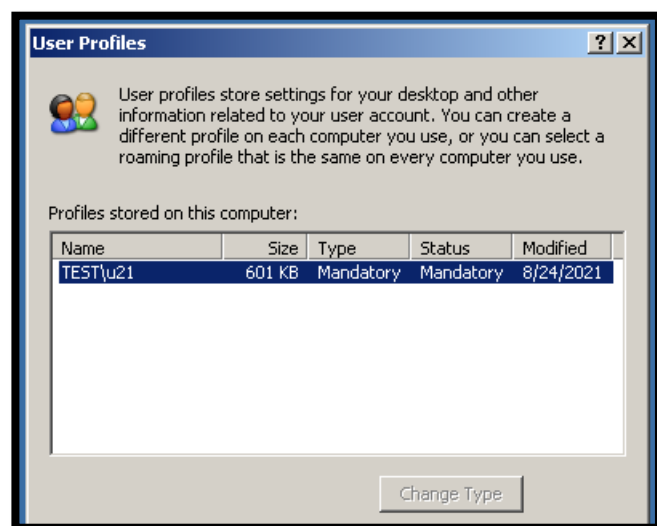 User Profiles
User profiles store settings for your desktop and other
information related to your user account. You can create a
different profile on each computer you use, or you can select a
roaming profile that is the same on every computer you use.
Profiles stored on this computer:
Name Size Type Status Modified
TEST\u21 601 KB Mandatory Mandatory 8/24/2021
Change Type